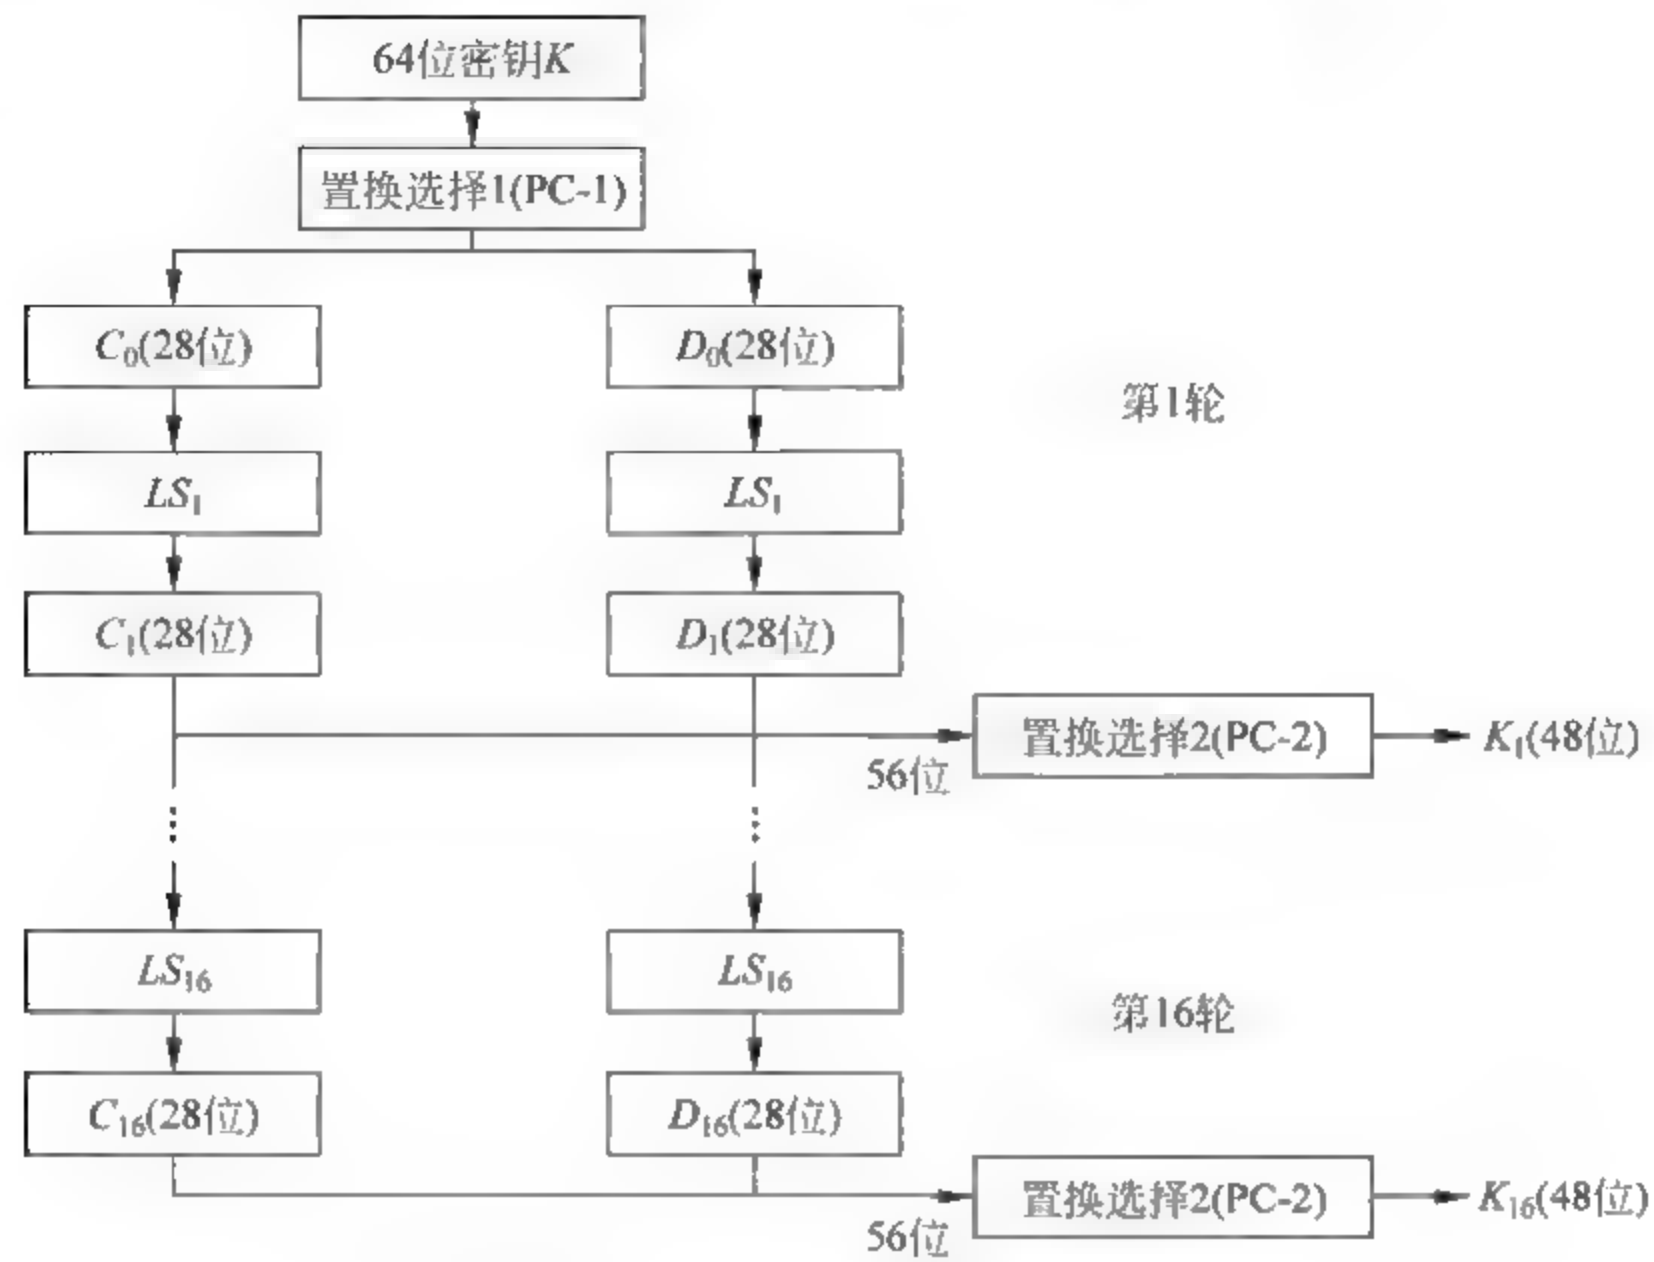 64位密钥K
置换选择1(PC-1)
C₀(28位)
D₀(28位)
第1轮
LS₁
LS₁
C₁(28位)
D₁(28位)
置换选择2(PC-2)
K₁(48位)
56位
⋮
⋮
LS₁₆
LS₁₆
第16轮
C₁₆(28位)
D₁₆(28位)
置换选择2(PC-2)
K₁₆(48位)
56位